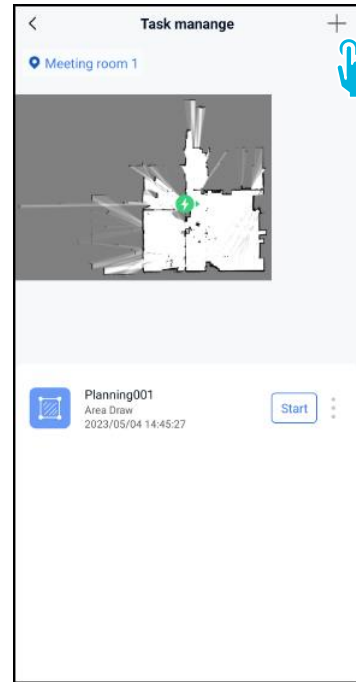 Task manange
Meeting room 1
Planning001
Area Draw
2023/05/04 14:45:27
Start